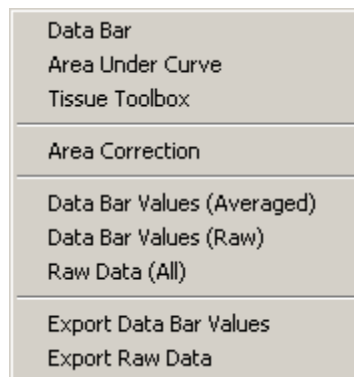 Data Bar
Area Under Curve
Tissue Toolbox
Area Correction
Data Bar Values (Averaged)
Data Bar Values (Raw)
Raw Data (All)
Export Data Bar Values
Export Raw Data